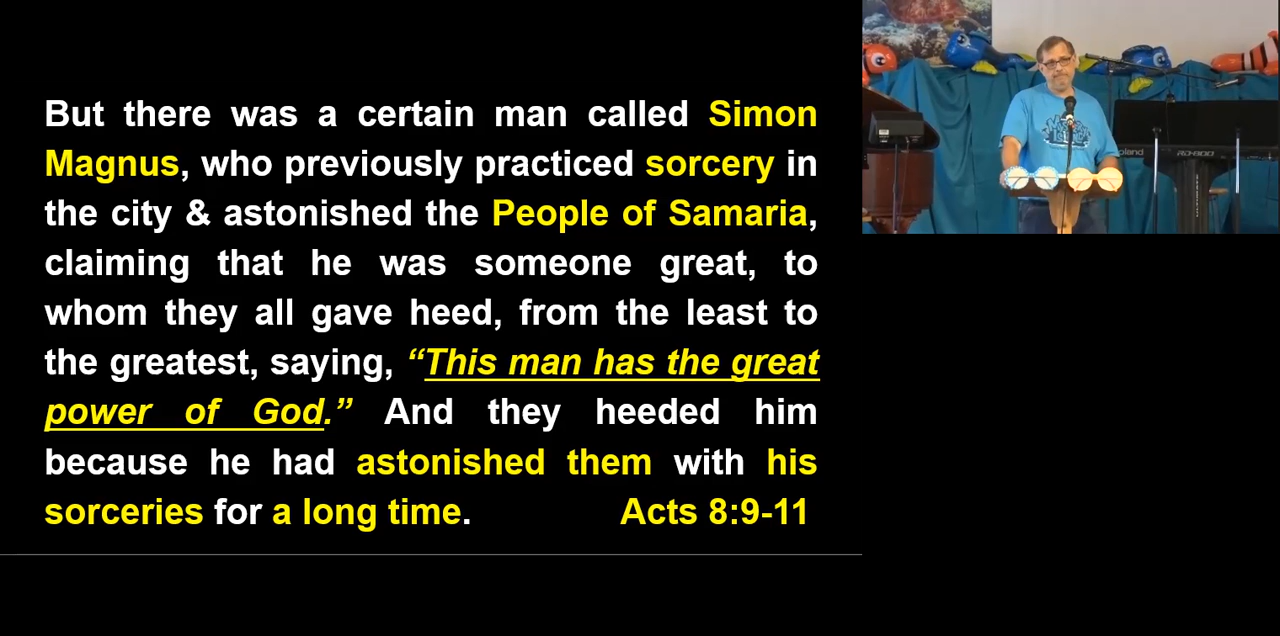 But there was a certain man called Simon
Magnus, who previously practiced sorcery in
the city & astonished the People of Samaria,
claiming that he was someone great, to
whom they all gave heed, from the least to
the greatest, saying, “This man has the great
power of God.” And they heeded him
because he had astonished them with his
sorceries for a long time. Acts 8:9-11
Roland RD-800